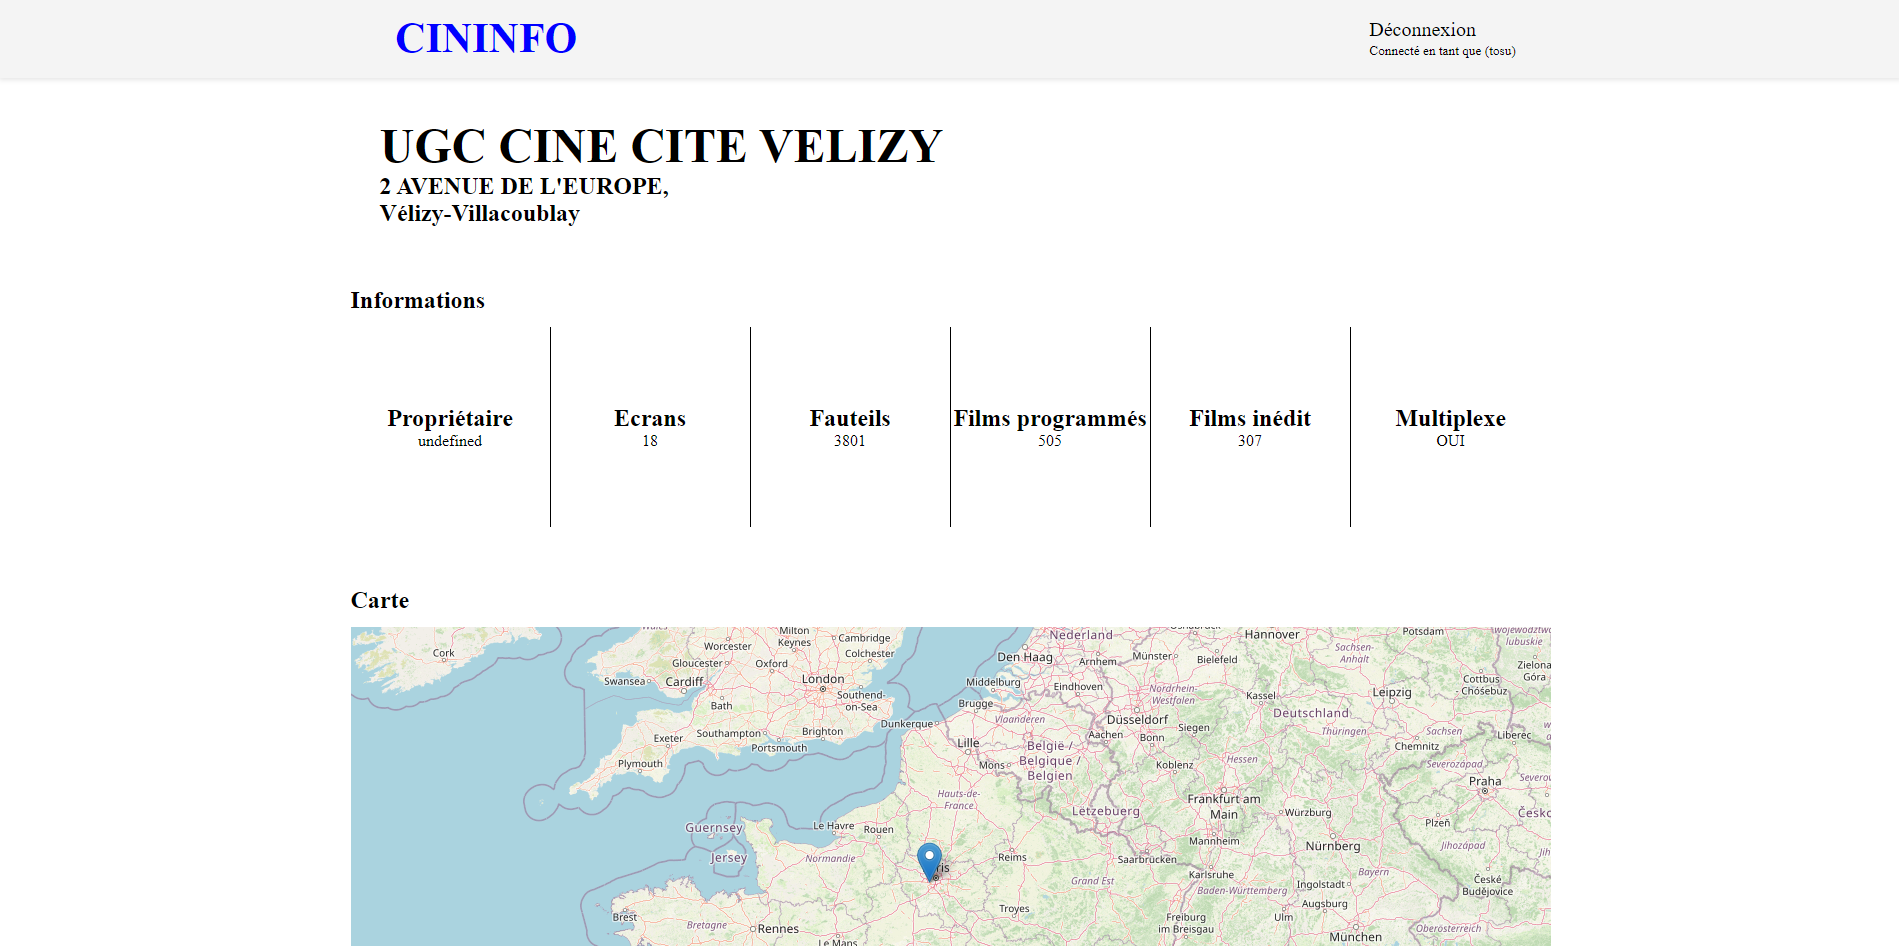 CININFO
Déconnexion
Connecté en tant que (tosu)
UGC CINE CITE VELIZY
2 AVENUE DE L'EUROPE,
Vélizy-Villacoublay
Informations
Propriétaire
undefined
Ecrans
18
Fauteils
3801
Films programmés
505
Films inédit
307
Multiplexe
OUI
Carte
Milton
Keynes
Cambridge
Nederland
Hannover
Potsdam
województwo
lubuskie
Cork
Worcester
Colchester
Gloucester
Oxford
Den Haag
Arnhem
Münster
Bielefeld
Sachsen-
Anhalt
Zielona
Góra
Swansea
Cardiff
London
Southend-
on-Sea
Middelburg
Eindhoven
Nordrhein-
Westfalen
Kassel
Leipzig
Cottbus -
Chóśebuz
Bath
Brugge
Dunkerque
Vlaanderen
Düsseldorf
Deutschland
Siegen
Thüringen
Sachsen
Liberec
Exeter
Southampton
Brighton
Portsmouth
Lille
België /
Belgique /
Belgien
Aachen
Bonn
Chemnitz
Plymouth
Mons
Koblenz
Hessen
Severozápad
Praha
Hauts-de-
France
Frankfurt am
Main
Lëtzebuerg
Würzburg
Guernsey
Le Havre
Rouen
Plzeň
Česko
Mannheim
Nürnberg
Jihozápad
Jersey
Normandie
Reims
Saarbrücken
Karlsruhe
Bayern
Grand Est
Baden-Württemberg
Ingolstadt
České
Budějovice
Brest
Bretagne
Rennes
Troyes
Freiburg
im Breisgau
Ulm
Augsburg
München
Oberösterreich
Le Mans